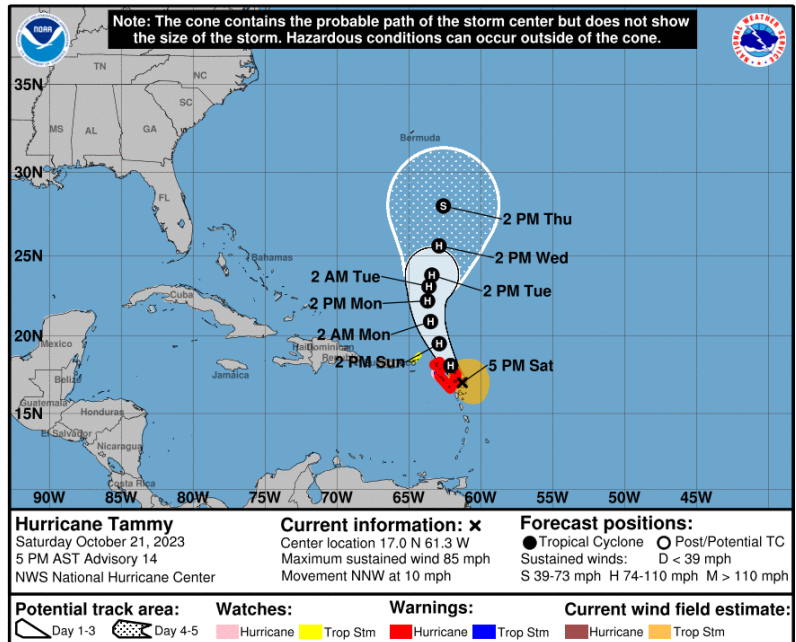 Note: The cone contains the probable path of the storm center but does not show
the size of the storm. Hazardous conditions can occur outside of the cone.
NOAA
NATIONAL WEATHER SERVICE
TN
NC
35N
SC
MS
AL
GA
Bermuda
30N
FL
2 PM Thu
25N
Bahamas
2 PM Wed
2 AM Tue
2 PM Tue
Cuba
2 PM Mon
20N
2 AM Mon
Mexico
Haiti
Dominican
Republic
2 PM Sun
5 PM Sat
Jamaica
Belize
Guatemala
15N
Honduras
El Salvador
Nicaragua
Costa Rica
90W 85W 80W 75W 70W 65W 60W 55W 50W 45W
Hurricane Tammy
Saturday October 21, 2023
5 PM AST Advisory 14
NWS National Hurricane Center
Current information: ×
Center location 17.0 N 61.3 W
Maximum sustained wind 85 mph
Movement NNW at 10 mph
Forecast positions:
Tropical Cyclone Post/Potential TC
Sustained winds: D < 39 mph
S 39-73 mph H 74-110 mph M > 110 mph
Potential track area:
Day 1-3 Day 4-5
Watches:
Hurricane Trop Stm
Warnings:
Hurricane Trop Stm
Current wind field estimate:
Hurricane Trop Stm